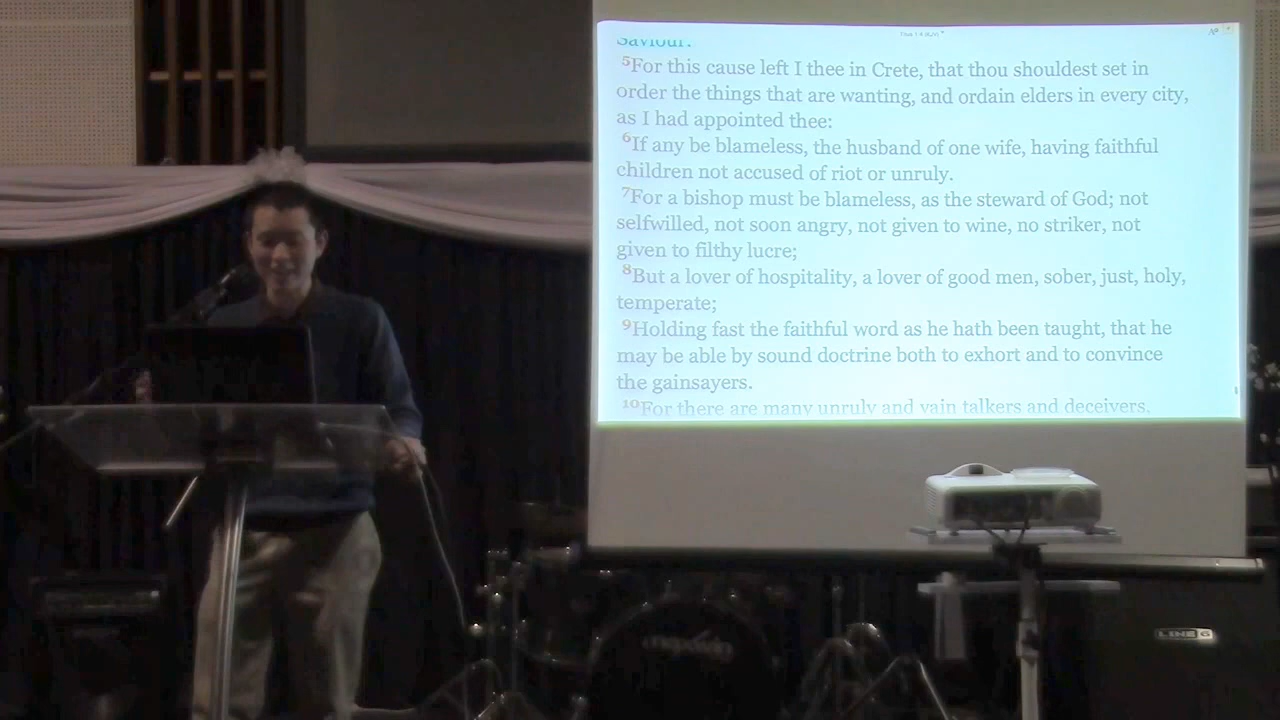 Saviour.
5For this cause left I thee in Crete, that thou shouldest set in
order the things that are wanting, and ordain elders in every city,
as I had appointed thee:
6If any be blameless, the husband of one wife, having faithful
children not accused of riot or unruly.
7For a bishop must be blameless, as the steward of God; not
selfwilled, not soon angry, not given to wine, no striker, not
given to filthy lucre;
8But a lover of hospitality, a lover of good men, sober, just, holy,
temperate;
9Holding fast the faithful word as he hath been taught, that he
may be able by sound doctrine both to exhort and to convince
the gainsayers.
10For there are many unruly and vain talkers and deceivers,
LINE 6